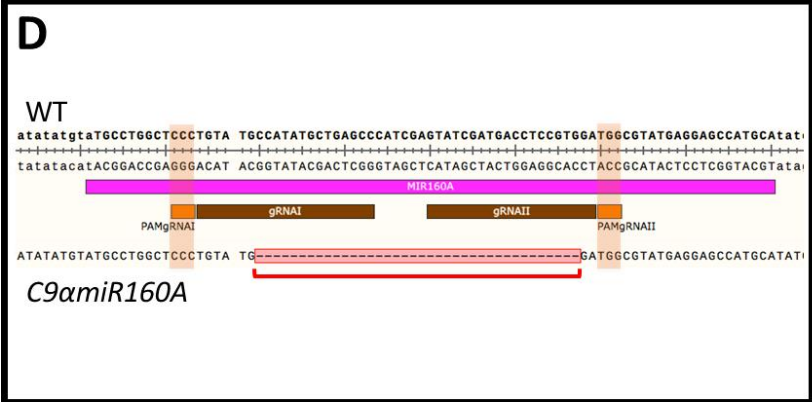 D
WT
atatatgtaTGCCTGGCTCCCTGTA TGCCATATGCTGAGCCCATCGAGTATCGATGACCTCCGTGGATGGCGTATGAGGAGCCATGCAtat
tatatacatACGGACCGAGGGACAT ACGGTATACGACTCGGGTAGCTCATAGCTACTGGAGGCACCTACCGCATACTCCTCGGTACGTata
MIR160A
gRNAI gRNAII
PAMgRNAI PAMgRNAII
ATATATGTATGCCTGGCTCCCTGTA TG--------------------------------------GATGGCGTATGAGGAGCCATGCATAT
C9αmiR160A